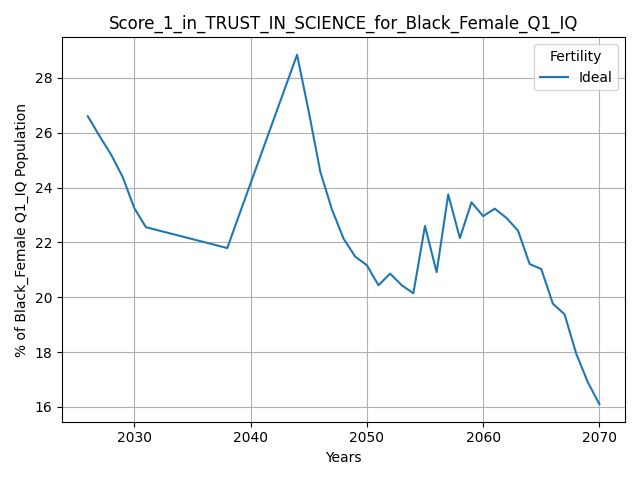 Score_1_in_TRUST_IN_SCIENCE_for_Black_Female_Q1_IQ
Fertility
Ideal
% of Black_Female Q1_IQ Population
28
26
24
22
20
18
16
2030
2040
2050
2060
2070
Years